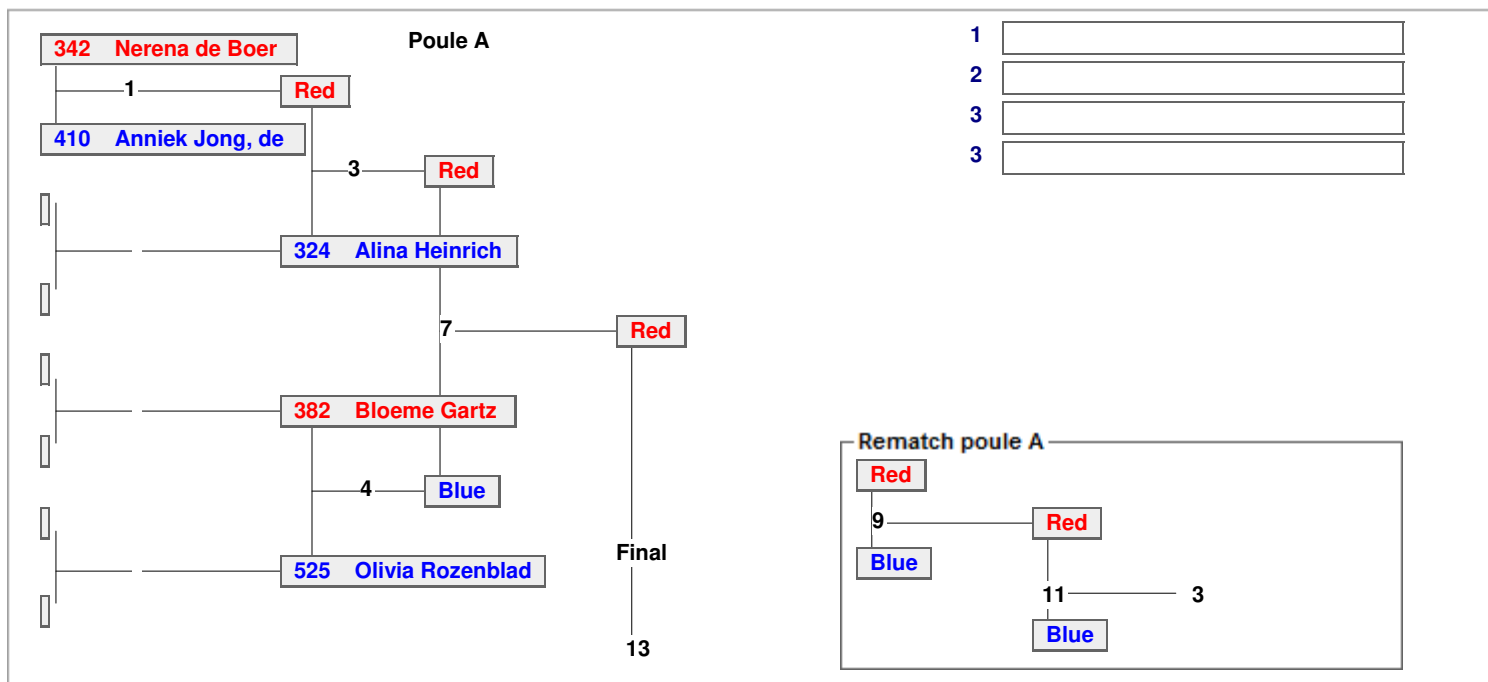 342 Nerena de Boer
Poule A
1
1
Red
2
410 Anniek Jong, de
3
3
Red
3
324 Alina Heinrich
7
Red
382 Bloeme Gartz
Rematch poule A
Red
4
Blue
9
Red
Final
Blue
525 Olivia Rozenblad
11
3
Blue
13